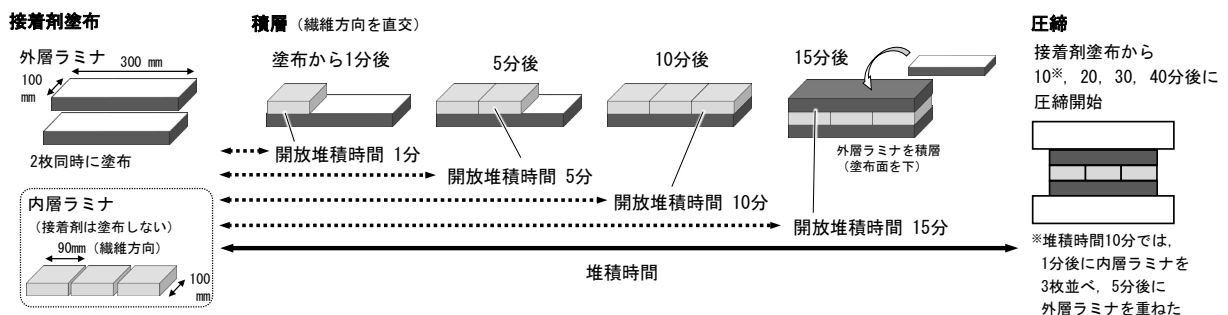 接着剤塗布
外層ラミナ
300 mm
100
mm
2枚同時に塗布
内層ラミナ
(接着剤は塗布しない)
90mm (繊維方向)
100
mm
積層 (繊維方向を直交)
塗布から1分後
5分後
10分後
15分後
外層ラミナを積層
(塗布面を下)
開放堆積時間 1分
開放堆積時間 5分
開放堆積時間 10分
開放堆積時間 15分
堆積時間
圧締
接着剤塗布から
10※, 20, 30, 40分後に
圧締開始
※堆積時間10分では,
1分後に内層ラミナを
3枚並べ, 5分後に
外層ラミナを重ねた